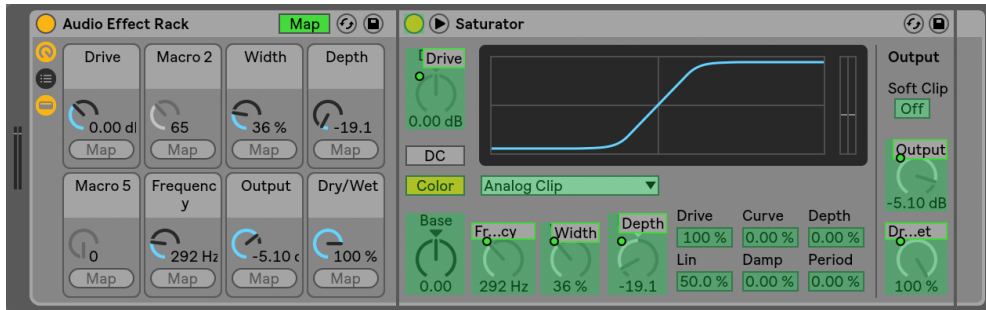 Audio Effect Rack
Map
Drive
Macro 2
Width
Depth
0.00 dI
65
36 %
-19.1
Map
Map
Map
Map
Macro 5
Frequenc
y
Output
Dry/Wet
0
292 Hz
-5.10 c
100 %
Map
Map
Map
Map
Saturator
Drive
0.00 dB
DC
Color
Analog Clip
Base
Fr...cy
Width
Depth
0.00
292 Hz
36 %
-19.1
Drive
Curve
Depth
100 %
0.00 %
0.00 %
Lin
Damp
Period
50.0 %
0.00 %
0.00 %
Output
Soft Clip
Off
Output
-5.10 dB
Dr...et
100 %